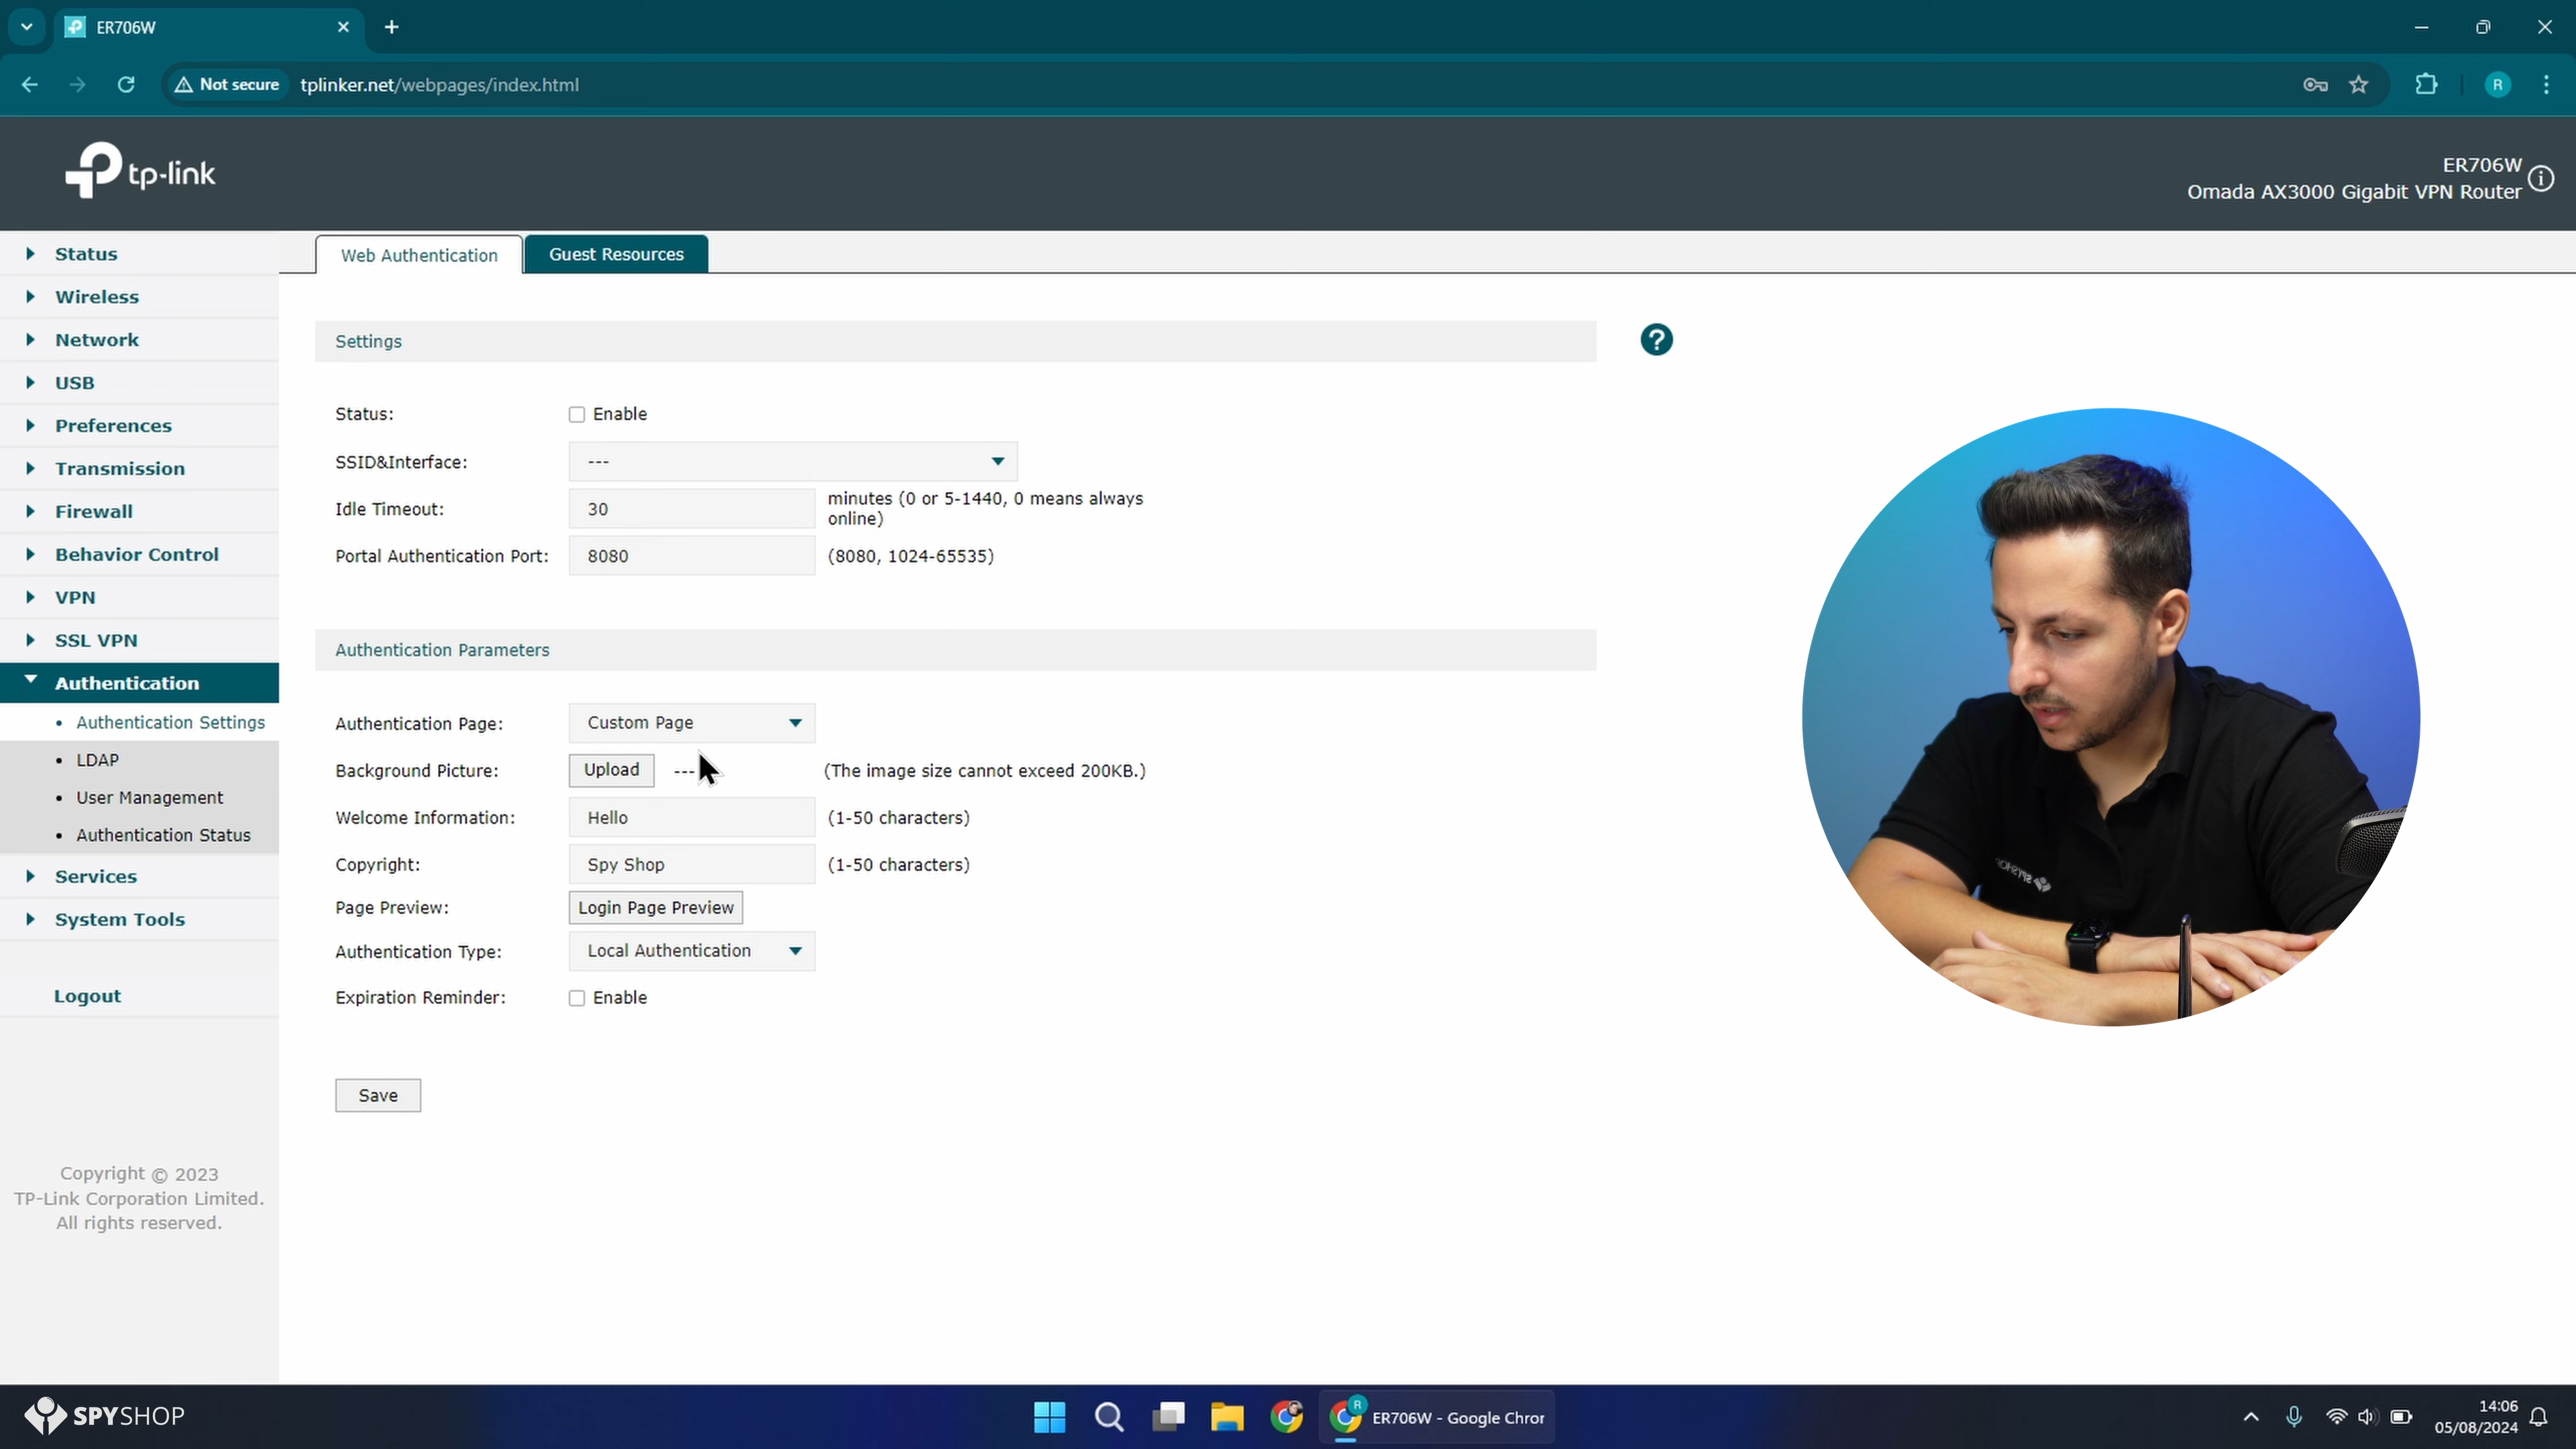 ER706W
Not secure
tplinker.net/webpages/index.html
R
tp-link
ER706W
Omada AX3000 Gigabit VPN Router
Status
Wireless
Network
USB
Preferences
Transmission
Firewall
Behavior Control
VPN
SSL VPN
Authentication
Authentication Settings
LDAP
User Management
Authentication Status
Services
System Tools
Logout
Copyright © 2023
TP-Link Corporation Limited.
All rights reserved.
Web Authentication
Guest Resources
Settings
?
Status: Enable
SSID&Interface: ---
Idle Timeout: 30 minutes (0 or 5-1440, 0 means always
online)
Portal Authentication Port: 8080 (8080, 1024-65535)
Authentication Parameters
Authentication Page: Custom Page
Background Picture: Upload --- (The image size cannot exceed 200KB.)
Welcome Information: Hello (1-50 characters)
Copyright: Spy Shop (1-50 characters)
Page Preview: Login Page Preview
Authentication Type: Local Authentication
Expiration Reminder: Enable
Save
SPYSHOP
SPYSHOP
R
ER706W - Google Chror
14:06
05/08/2024